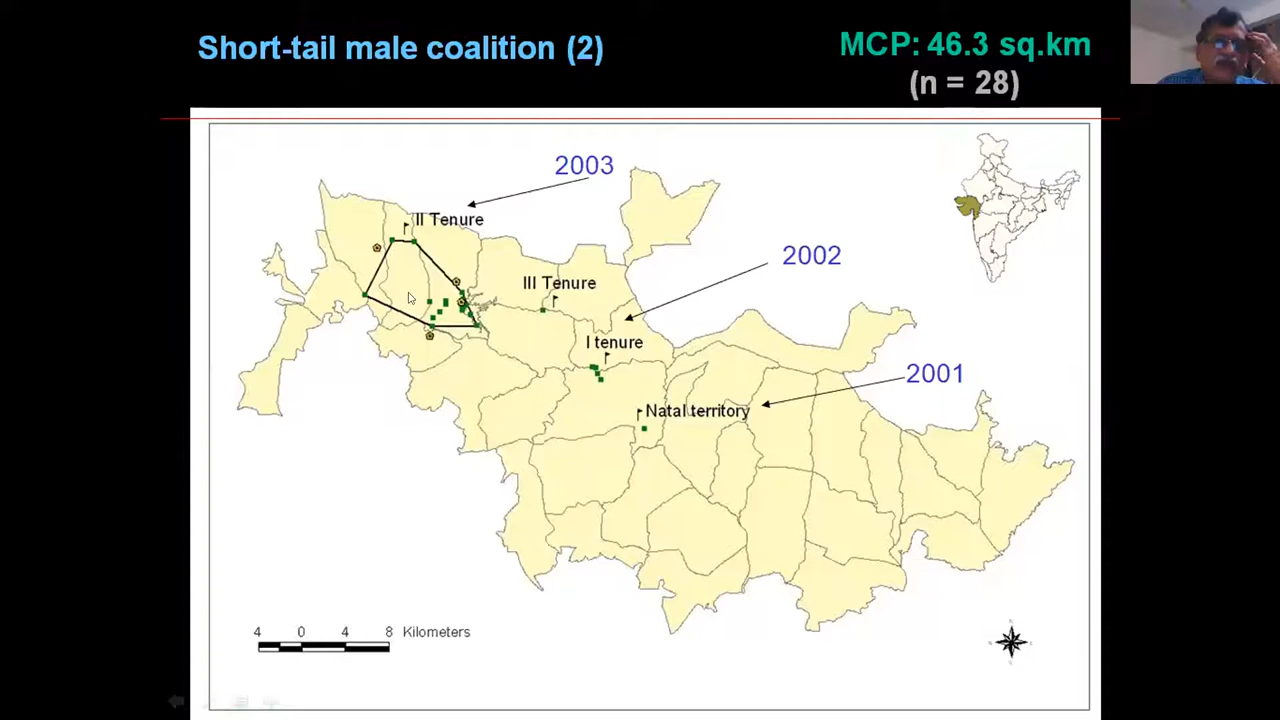 Short-tail male coalition (2)
MCP: 46.3 sq.km
(n = 28)
2003
II Tenure
2002
III Tenure
I tenure
2001
Natal territory
4 0 4 8 Kilometers